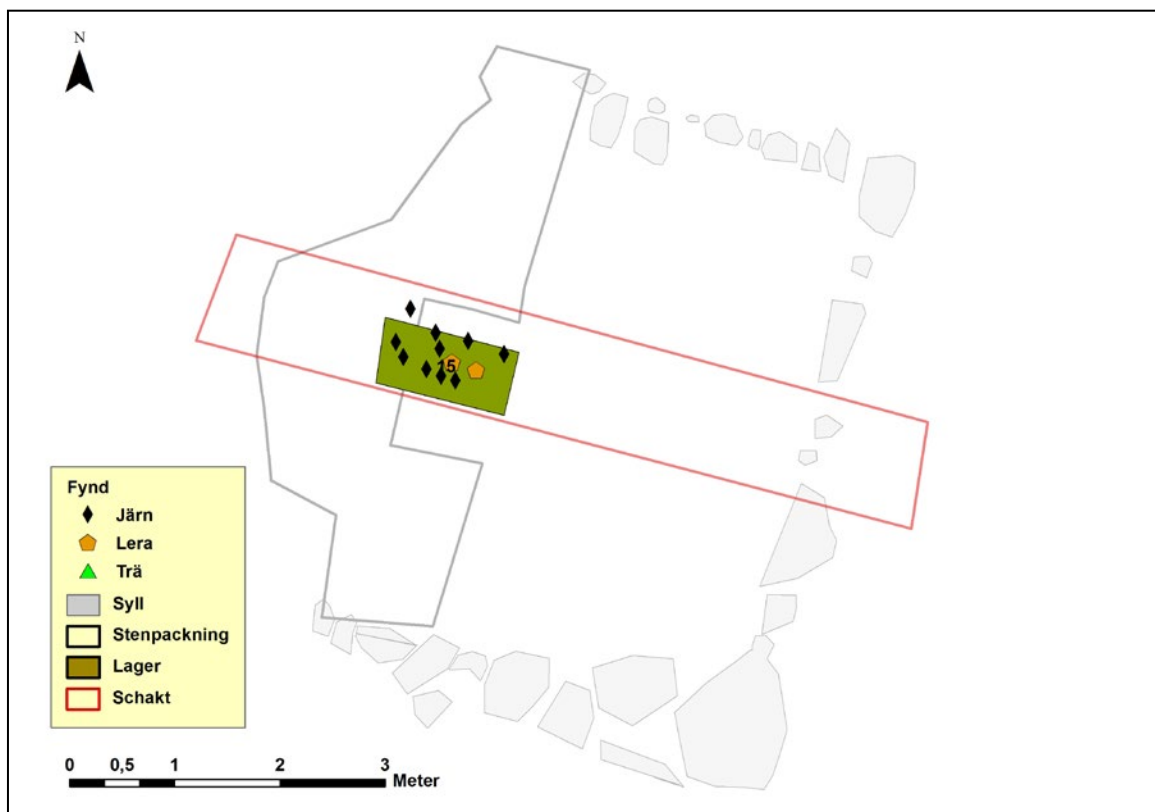 N
15
Fynd
Järn
Lera
Trä
Syll
Stenpackning
Lager
Schakt
0 0,5 1 2 3
Meter